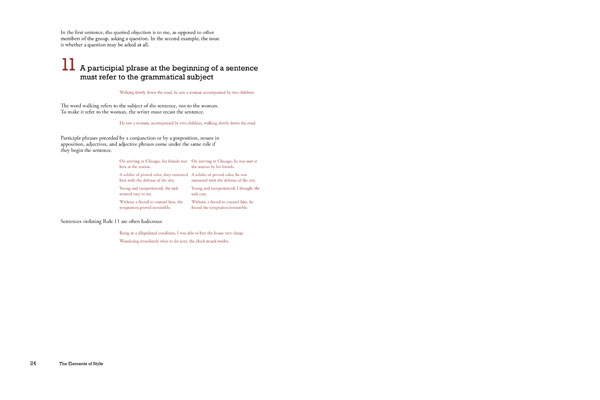 In the first sentence, the queried objection is to me, as opposed to other
members of the group, asking a question. In the second example, the issue
is whether a question may be asked at all.
11 A participial phrase at the beginning of a sentence
must refer to the grammatical subject
Walking slowly down the road, he saw a woman accompanied by two children.
The word walking refers to the subject of the sentence, not to the woman.
To make it refer to the woman, the writer must recast the sentence.
He saw a woman, accompanied by two children, walking slowly down the road.
Participle phrases preceded by a conjunction or by a preposition, nouns in
apposition, adjectives, and adjective phrases come under the same rule if
they begin the sentence.
On arriving in Chicago, his friends met
him at the station.
On arriving in Chicago, he was met at
the station by his friends.
A soldier of proved valor, they entrusted
him with the defense of the city.
A soldier of proved valor, he was
entrusted with the defense of the city.
Young and inexperienced, the task
seemed easy to me.
Young and inexperienced, I thought the
task easy.
Without a friend to counsel him, the
temptation proved irresistible.
Without a friend to counsel him, he
found the temptation irresistible.
Sentences violating Rule 11 are often ludicrous:
Being in a dilapidated condition, I was able to buy the house very cheap.
Wondering irresolutely what to do next, the clock struck twelve.
24 The Elements of Style